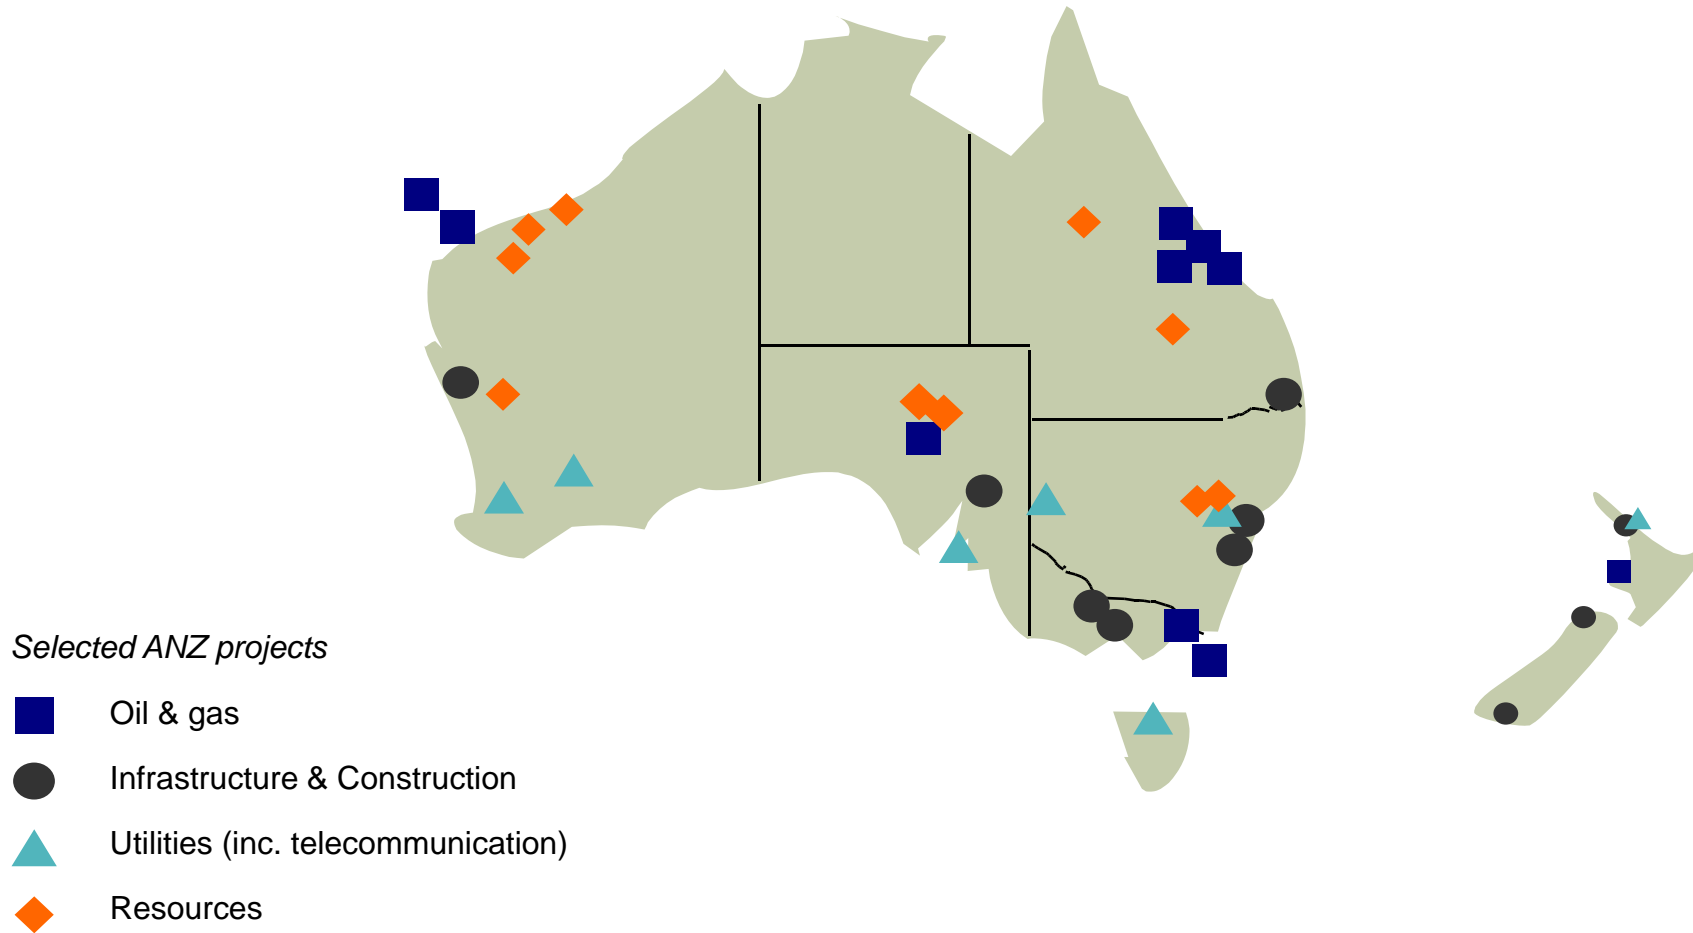 Selected ANZ projects
Oil & gas
Infrastructure & Construction
Utilities (inc. telecommunication)
Resources